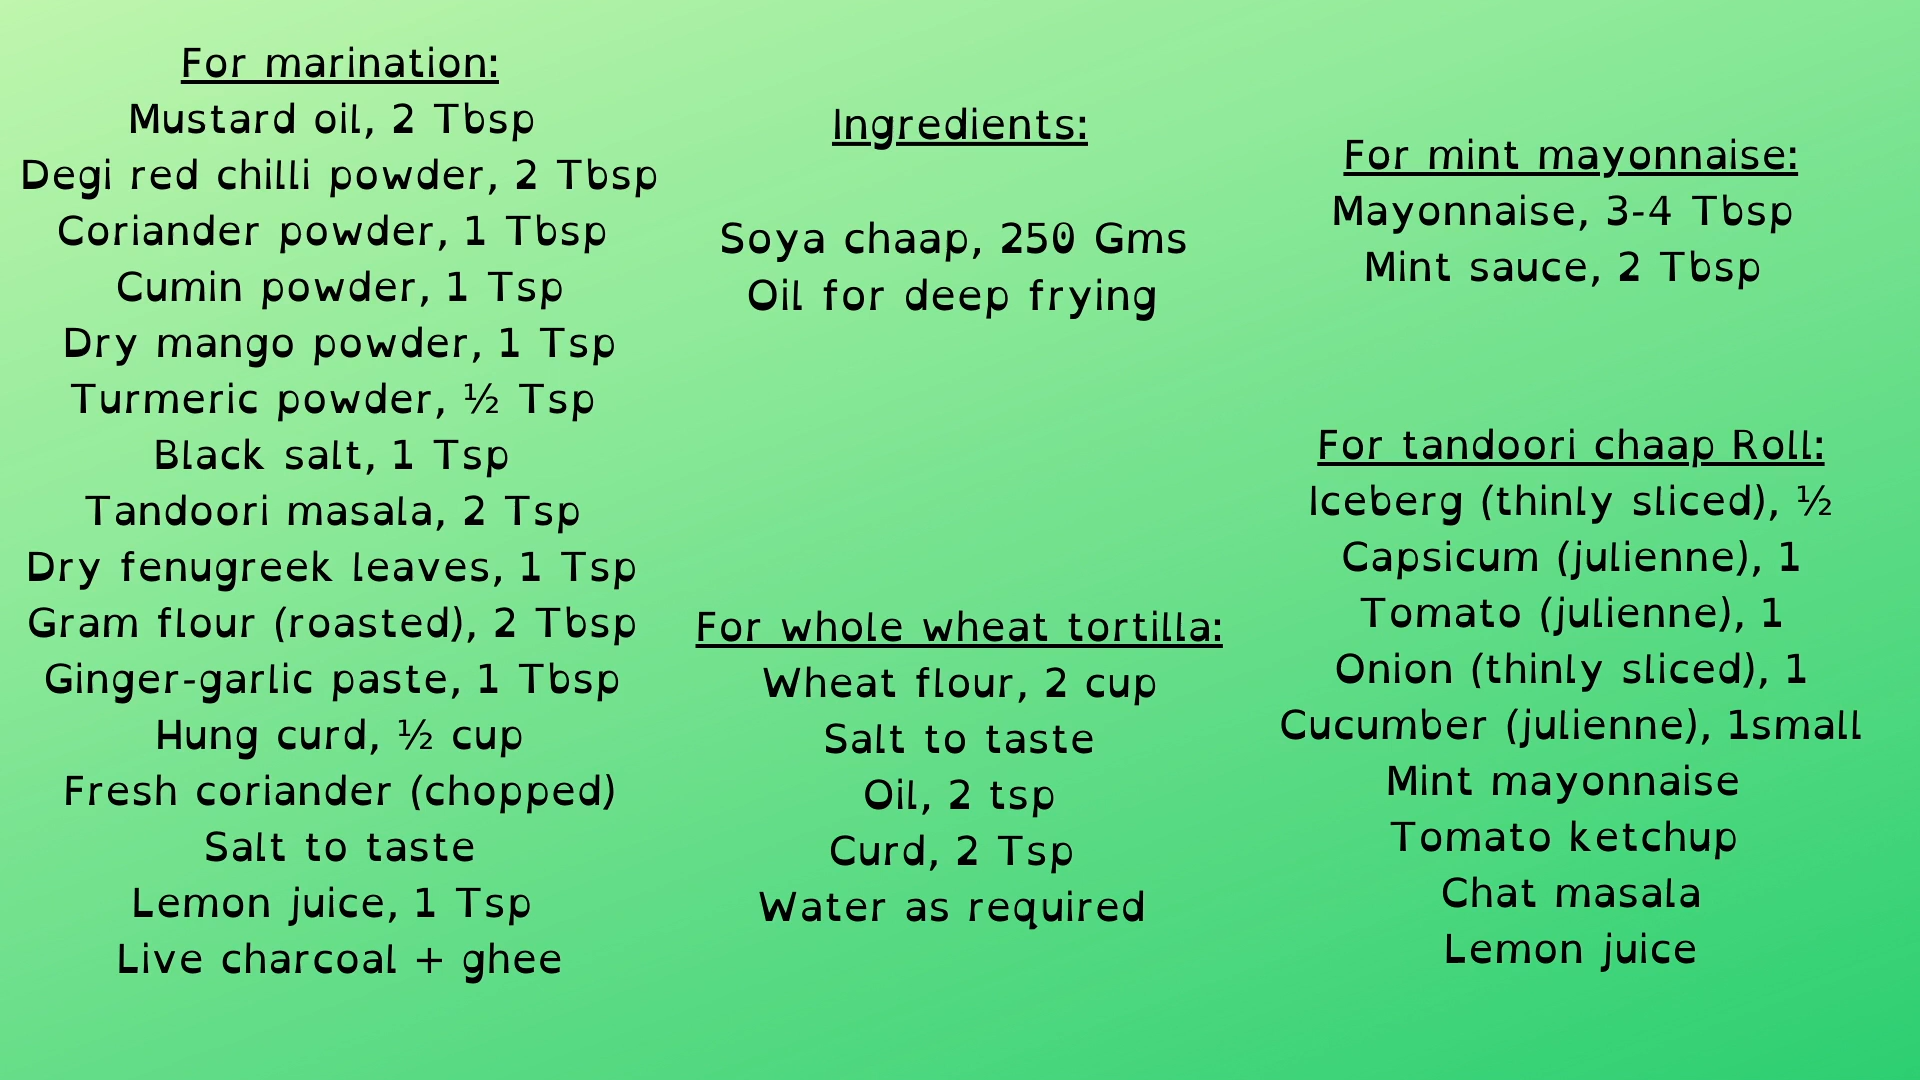 For marination:
Mustard oil, 2 Tbsp
Degi red chilli powder, 2 Tbsp
Coriander powder, 1 Tbsp
Cumin powder, 1 Tsp
Dry mango powder, 1 Tsp
Turmeric powder, ½ Tsp
Black salt, 1 Tsp
Tandoori masala, 2 Tsp
Dry fenugreek leaves, 1 Tsp
Gram flour (roasted), 2 Tbsp
Ginger-garlic paste, 1 Tbsp
Hung curd, ½ cup
Fresh coriander (chopped)
Salt to taste
Lemon juice, 1 Tsp
Live charcoal + ghee
Ingredients:
Soya chaap, 250 Gms
Oil for deep frying
For whole wheat tortilla:
Wheat flour, 2 cup
Salt to taste
Oil, 2 tsp
Curd, 2 Tsp
Water as required
For mint mayonnaise:
Mayonnaise, 3-4 Tbsp
Mint sauce, 2 Tbsp
For tandoori chaap Roll:
Iceberg (thinly sliced), ½
Capsicum (julienne), 1
Tomato (julienne), 1
Onion (thinly sliced), 1
Cucumber (julienne), 1small
Mint mayonnaise
Tomato ketchup
Chat masala
Lemon juice